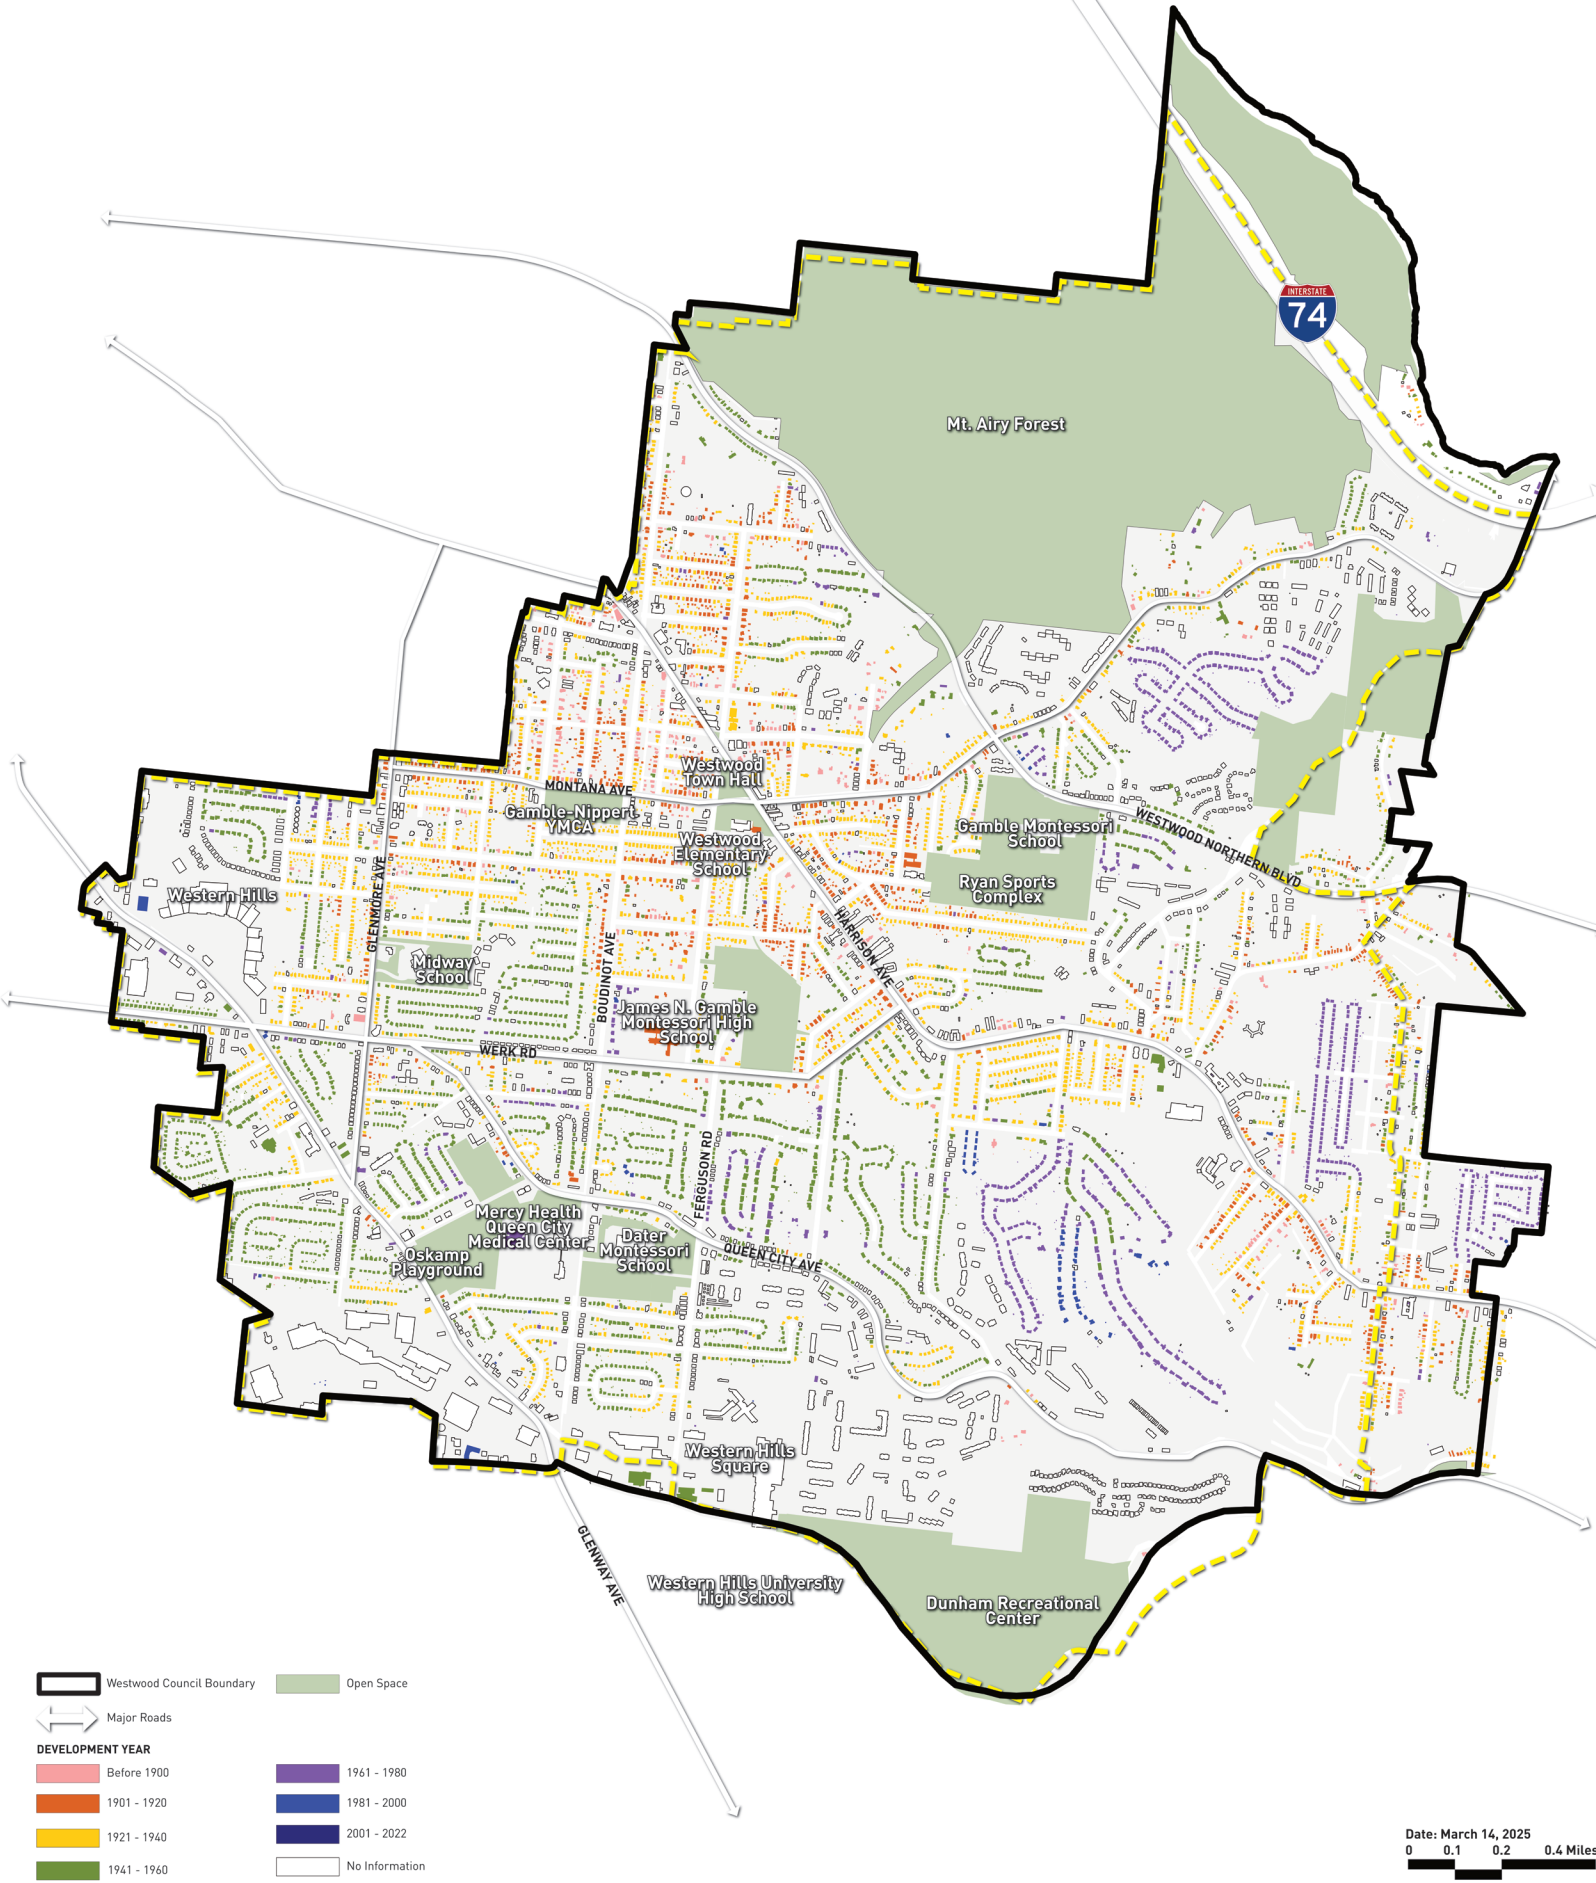 INTERSTATE
74
Mt. Airy Forest
Westwood
Town Hall
MONTANA AVE
Gamble-Nippert
YMCA
Westwood
Elementary
School
Gamble Montessori
School
WESTWOOD NORTHERN BLVD
Ryan Sports
Complex
Western Hills
GLENMORE AVE
HARRISON AVE
Midway
School
BOUDINOT AVE
James N. Gamble
Montessori High
School
WERK RD
FERGUSON RD
Mercy Health
Queen City
Medical Center
Dater
Montessori
School
QUEEN CITY AVE
Oskamp
Playground
Western Hills
Square
GLENWAY AVE
Western Hills University
High School
Dunham Recreational
Center
Westwood Council Boundary
Open Space
Major Roads
DEVELOPMENT YEAR
Before 1900
1961 - 1980
1901 - 1920
1981 - 2000
1921 - 1940
2001 - 2022
1941 - 1960
No Information
Date: March 14, 2025
0 0.1 0.2 0.4 Miles